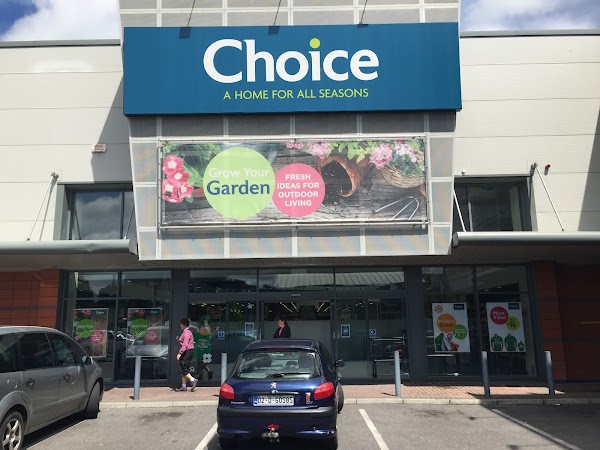 Choice
A HOME FOR ALL SEASONS
Grow Your
Garden
FRESH
IDEAS FOR
OUTDOOR
LIVING